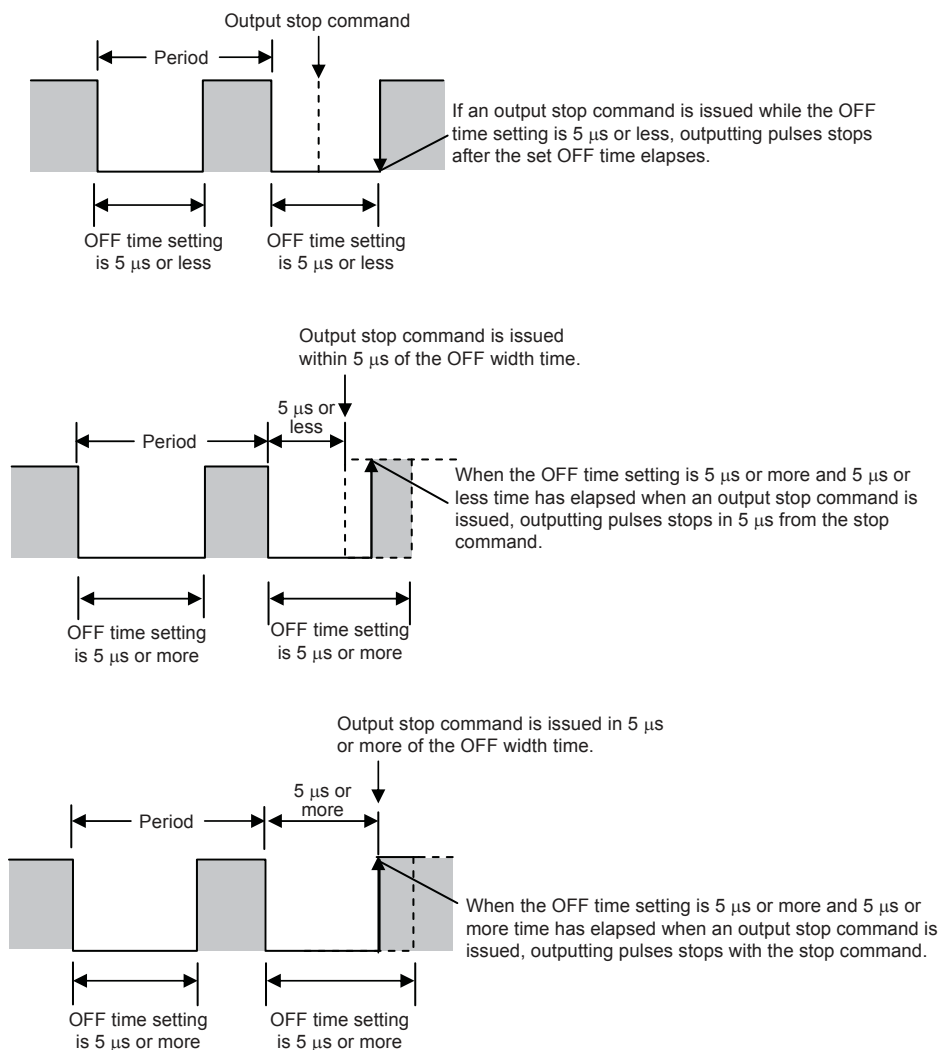 Output stop command
Period
If an output stop command is issued while the OFF
time setting is 5 μs or less, outputting pulses stops
after the set OFF time elapses.
OFF time setting
is 5 μs or less
OFF time setting
is 5 μs or less
Output stop command is issued
within 5 μs of the OFF width time.
5 μs or
less
Period
When the OFF time setting is 5 μs or more and 5 μs or
less time has elapsed when an output stop command is
issued, outputting pulses stops in 5 μs from the stop
command.
OFF time setting
is 5 μs or more
OFF time setting
is 5 μs or more
Output stop command is issued in 5 μs
or more of the OFF width time.
5 μs or
more
Period
When the OFF time setting is 5 μs or more and 5 μs or
more time has elapsed when an output stop command is
issued, outputting pulses stops with the stop command.
OFF time setting
is 5 μs or more
OFF time setting
is 5 μs or more